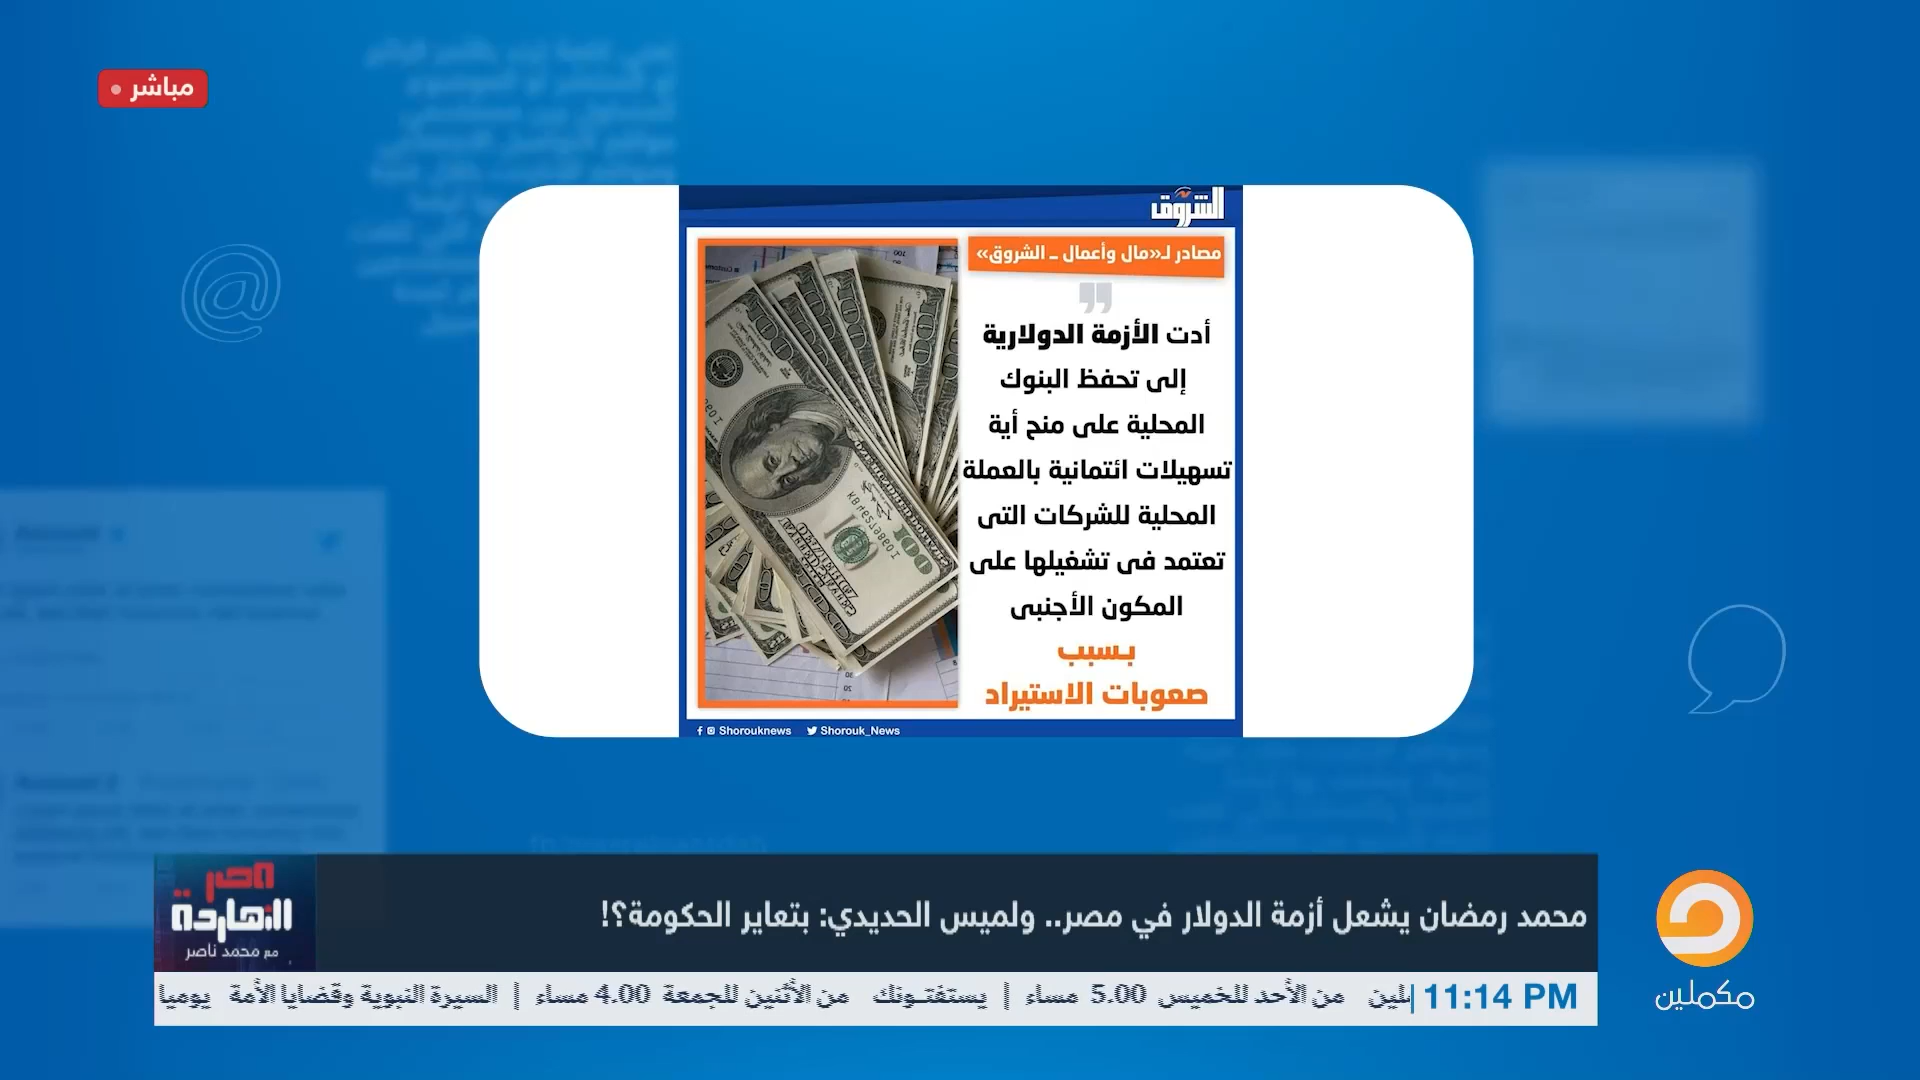 مباشر
الشروق
مصادر لـ«مال وأعمال ــ الشروق»
أدت الأزمة الدولارية
إلى تحفظ البنوك
المحلية على منح أية
تسهيلات ائتمانية بالعملة
المحلية للشركات التى
تعتمد فى تشغيلها على
المكون الأجنبى
بسبب
صعوبات الاستيراد
Shorouknews Shorouk_News
محمد رمضان يشعل أزمة الدولار في مصر.. ولميس الحديدي: بتعاير الحكومة؟!
مصر
النهاردة
مع محمد ناصر
11:14 PM
من الأحد للخميس 5.00 مساء | يستفتونك من الأثنين للجمعة 4.00 مساء | السيرة النبوية وقضايا الأمة يوميا
مكملين